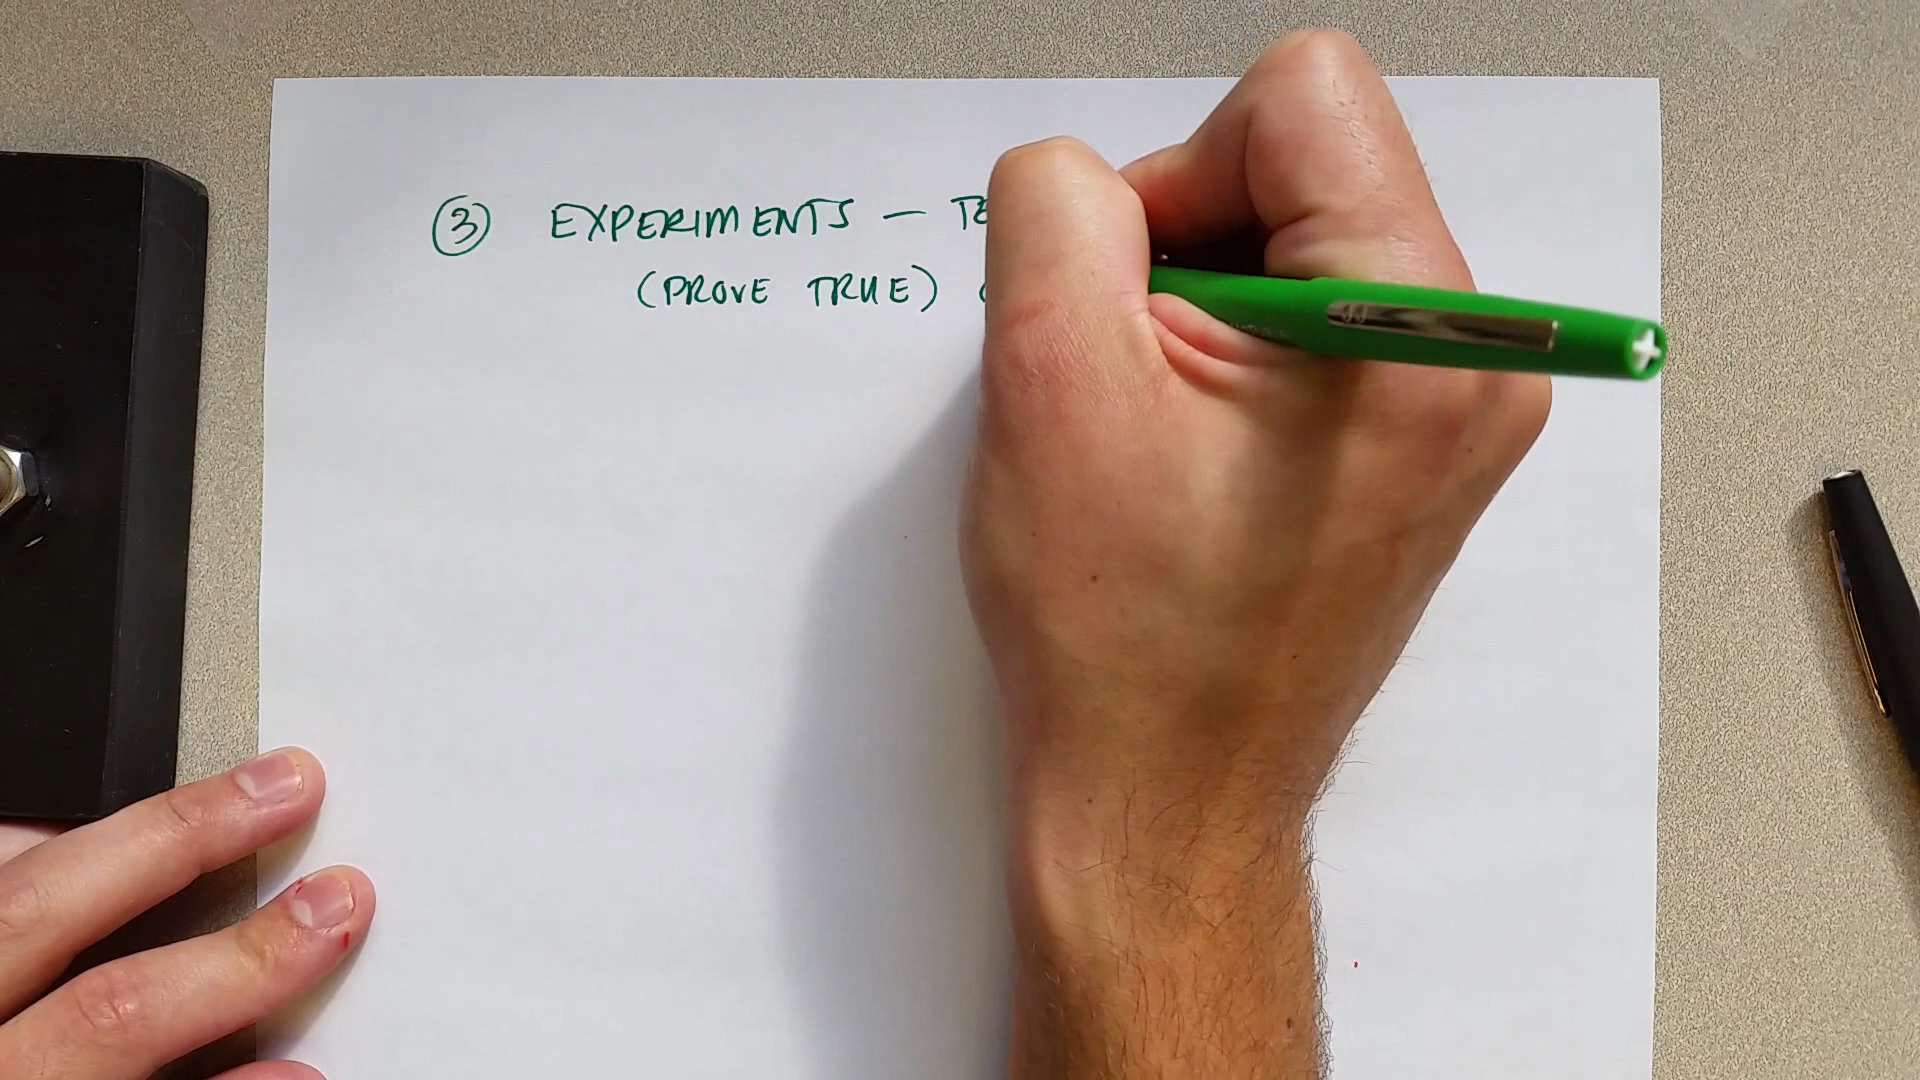 ③ EXPERIMENTS —
(PROVE TRUE)